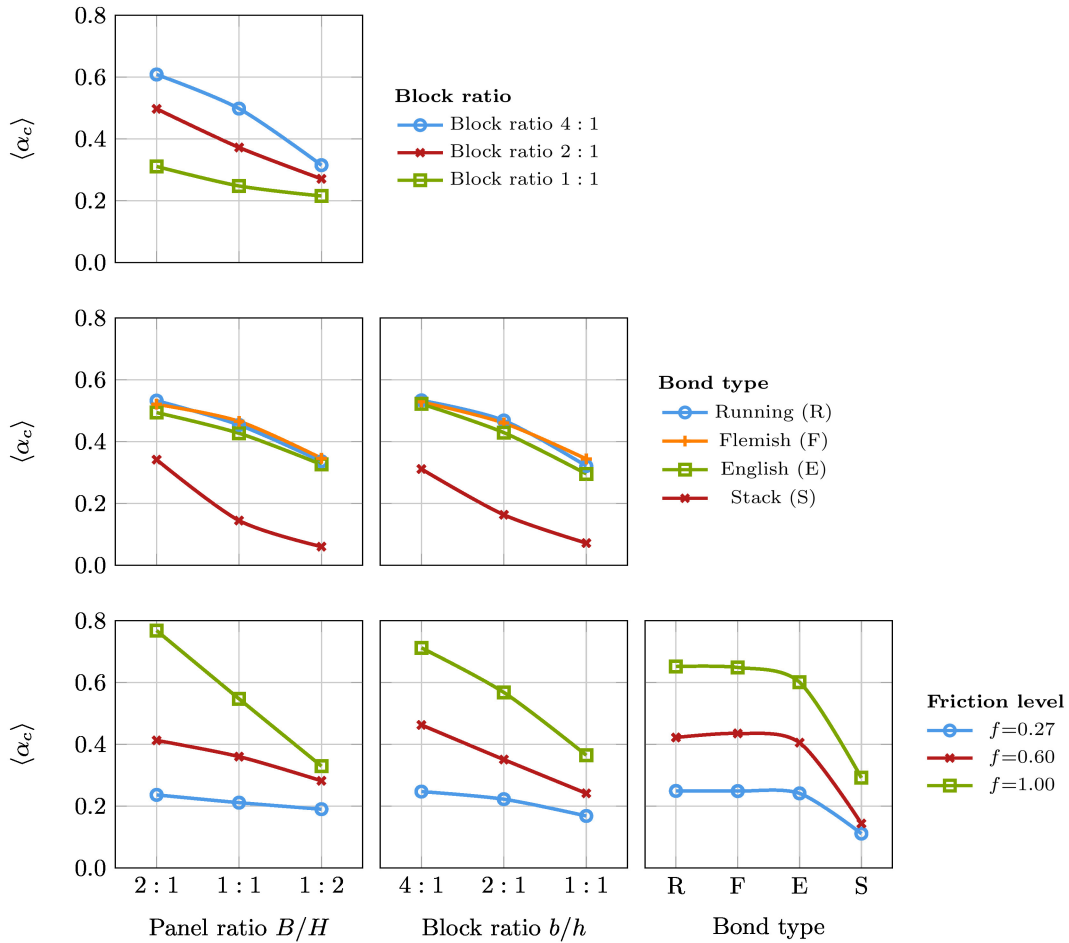 0.8
0.6
0.4
0.2
0.0
⟨α_c⟩
Block ratio
Block ratio 4 : 1
Block ratio 2 : 1
Block ratio 1 : 1
0.8
0.6
0.4
0.2
0.0
⟨α_c⟩
Bond type
Running (R)
Flemish (F)
English (E)
Stack (S)
0.8
0.6
0.4
0.2
0.0
⟨α_c⟩
Friction level
f=0.27
f=0.60
f=1.00
2 : 1 1 : 1 1 : 2
4 : 1 2 : 1 1 : 1
R F E S
Panel ratio B/H
Block ratio b/h
Bond type